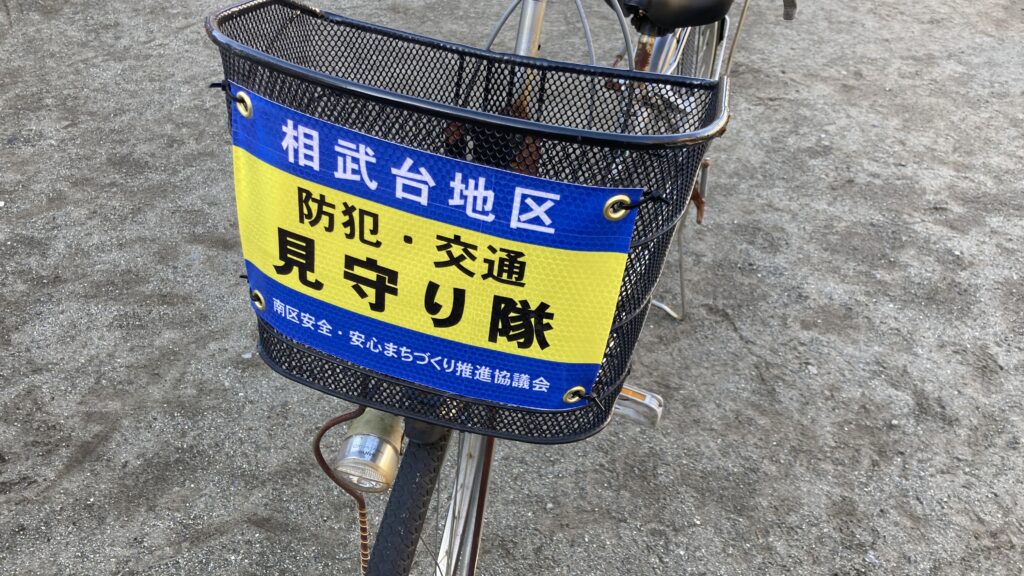 相武台地区
防犯・交通
見守り隊
南区安全・安心まちづくり推進協議会